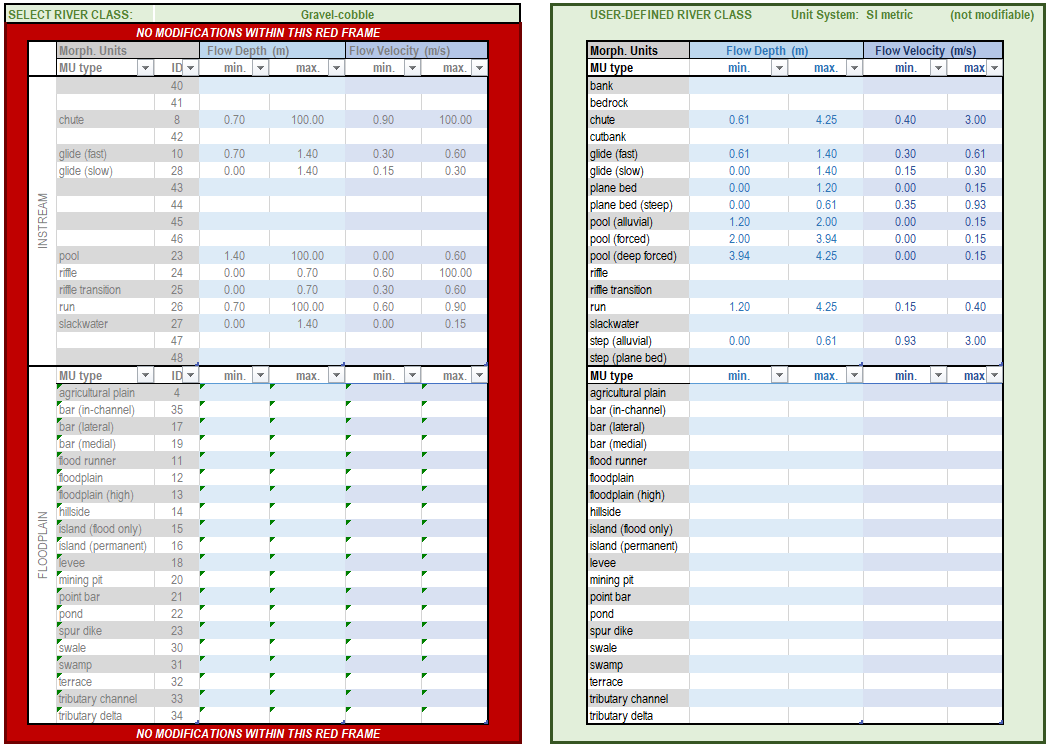 SELECT RIVER CLASS: Gravel-cobble
NO MODIFICATIONS WITHIN THIS RED FRAME
Morph. Units Flow Depth (m) Flow Velocity (m/s)
MU type ID min. max. min. max.
INSTREAM
40
41
chute 8 0.70 100.00 0.90 100.00
42
glide (fast) 10 0.70 1.40 0.30 0.60
glide (slow) 28 0.00 1.40 0.15 0.30
43
44
45
46
pool 23 1.40 100.00 0.00 0.60
riffle 24 0.00 0.70 0.60 100.00
riffle transition 25 0.00 0.70 0.30 0.60
run 26 0.70 100.00 0.60 0.90
slackwater 27 0.00 1.40 0.00 0.15
47
48
MU type ID min. max. min. max.
FLOODPLAIN
agricultural plain 4
bar (in-channel) 35
bar (lateral) 17
bar (medial) 19
flood runner 11
floodplain 12
floodplain (high) 13
hillside 14
island (flood only) 15
island (permanent) 16
levee 18
mining pit 20
point bar 21
pond 22
spur dike 23
swale 30
swamp 31
terrace 32
tributary channel 33
tributary delta 34
NO MODIFICATIONS WITHIN THIS RED FRAME
USER-DEFINED RIVER CLASS Unit System: SI metric (not modifiable)
Morph. Units Flow Depth (m) Flow Velocity (m/s)
MU type min. max. min. max
bank
bedrock
chute 0.61 4.25 0.40 3.00
cutbank
glide (fast) 0.61 1.40 0.30 0.61
glide (slow) 0.00 1.40 0.15 0.30
plane bed 0.00 1.20 0.00 0.15
plane bed (steep) 0.00 0.61 0.35 0.93
pool (alluvial) 1.20 2.00 0.00 0.15
pool (forced) 2.00 3.94 0.00 0.15
pool (deep forced) 3.94 4.25 0.00 0.15
riffle
riffle transition
run 1.20 4.25 0.15 0.40
slackwater
step (alluvial) 0.00 0.61 0.93 3.00
step (plane bed)
MU type min. max. min. max
agricultural plain
bar (in-channel)
bar (lateral)
bar (medial)
flood runner
floodplain
floodplain (high)
hillside
island (flood only)
island (permanent)
levee
mining pit
point bar
pond
spur dike
swale
swamp
terrace
tributary channel
tributary delta